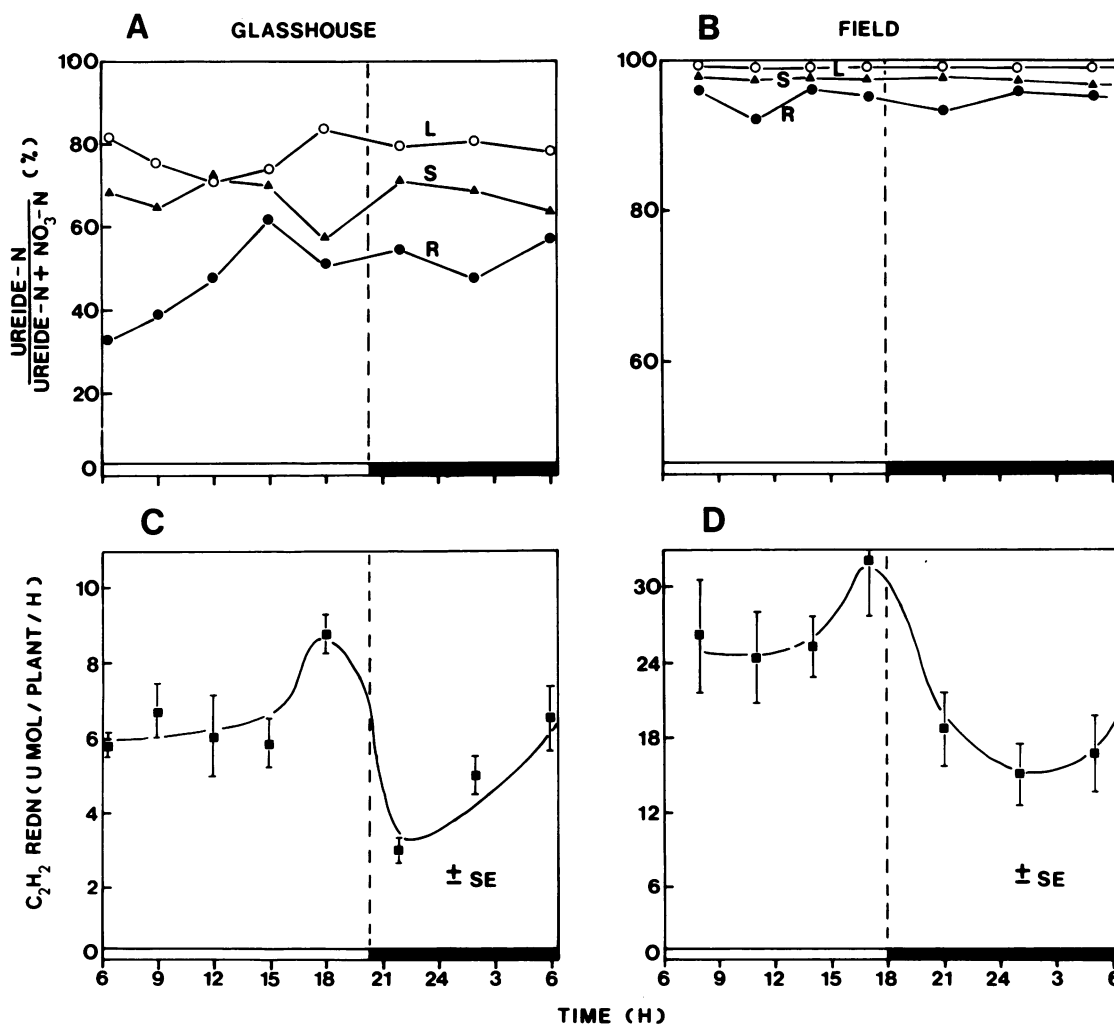 A GLASSHOUSE
B FIELD
UREIDE-N
UREIDE-N + NO3-N (%)
100
80
60
40
20
0
L
S
R
100
80
60
L
S
R
C
D
C2H2 REDN (UMOL/PLANT/H)
10
8
6
4
2
0
± SE
30
24
18
12
6
0
± SE
6 9 12 15 18 21 24 3 6
6 9 12 15 18 21 24 3 6
TIME (H)